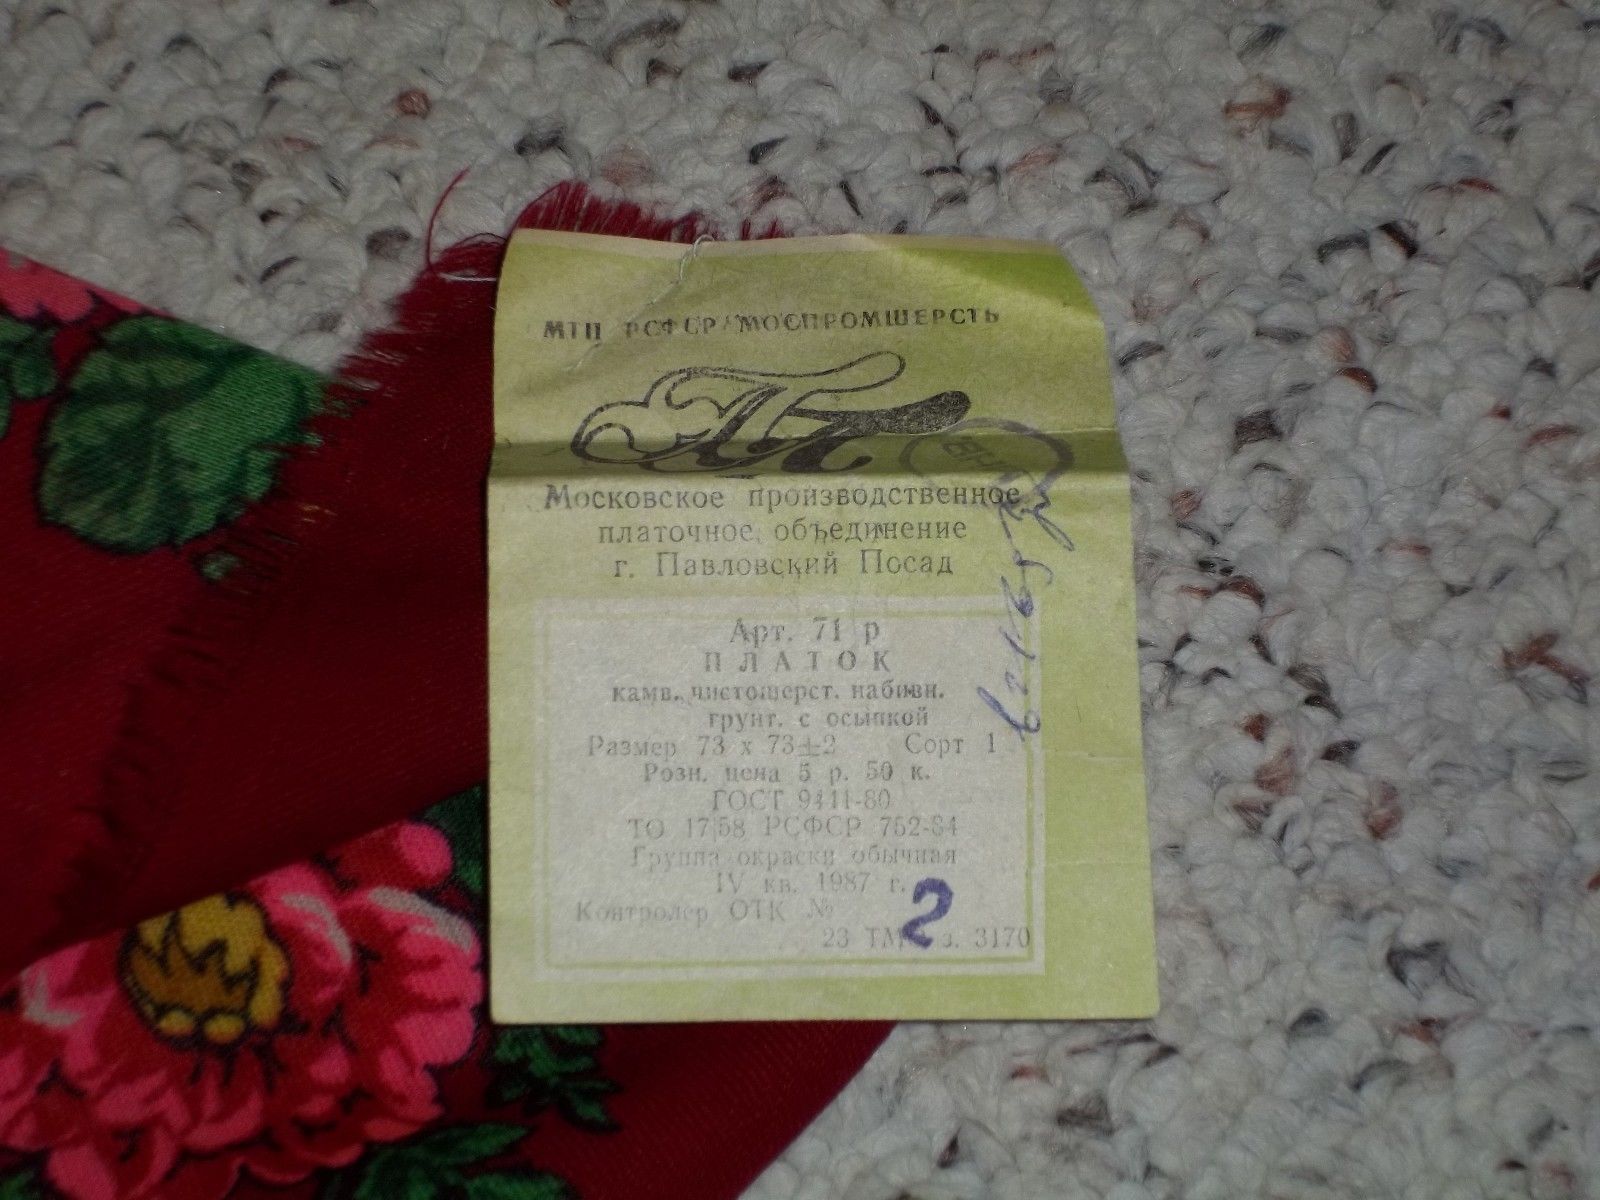 МТП РСФСР МОСПРОМШЕРСТЬ
ПП
Московское производственное
платочное объединение
г. Павловский Посад
Арт. 71 р
ПЛАТОК
камв. чистошерст. набивн.
грунт. с осыпкой
Размер 73 х 73±2 Сорт 1
Розн. цена 5 р. 50 к.
ГОСТ 9441-80
ТО 17 58 РСФСР 752-84
Группа окраски обычная
IV кв. 1987 г.
Контролер ОТК № 2
23 3170